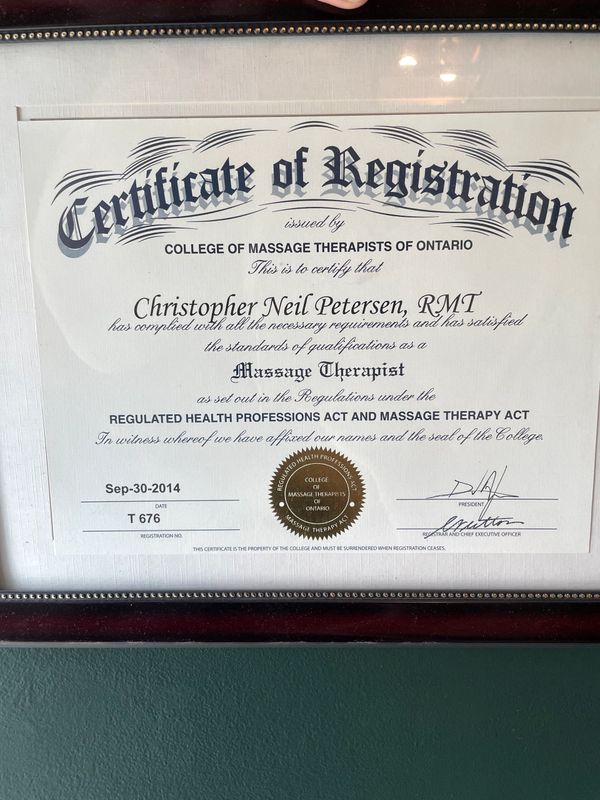 Certificate of Registration
issued by
COLLEGE OF MASSAGE THERAPISTS OF ONTARIO
This is to certify that
Christopher Neil Petersen, RMT
has complied with all the necessary requirements and has satisfied
the standards of qualifications as a
Massage Therapist
as set out in the Regulations under the
REGULATED HEALTH PROFESSIONS ACT AND MASSAGE THERAPY ACT
In witness whereof we have affixed our names and the seal of the College.
REGULATED HEALTH PROFESSIONS ACT
COLLEGE
OF
MASSAGE THERAPISTS
OF
ONTARIO
MASSAGE THERAPY ACT
Sep-30-2014
DATE
T 676
REGISTRATION NO.
PRESIDENT
REGISTRAR AND CHIEF EXECUTIVE OFFICER
THIS CERTIFICATE IS THE PROPERTY OF THE COLLEGE AND MUST BE SURRENDERED WHEN REGISTRATION CEASES.